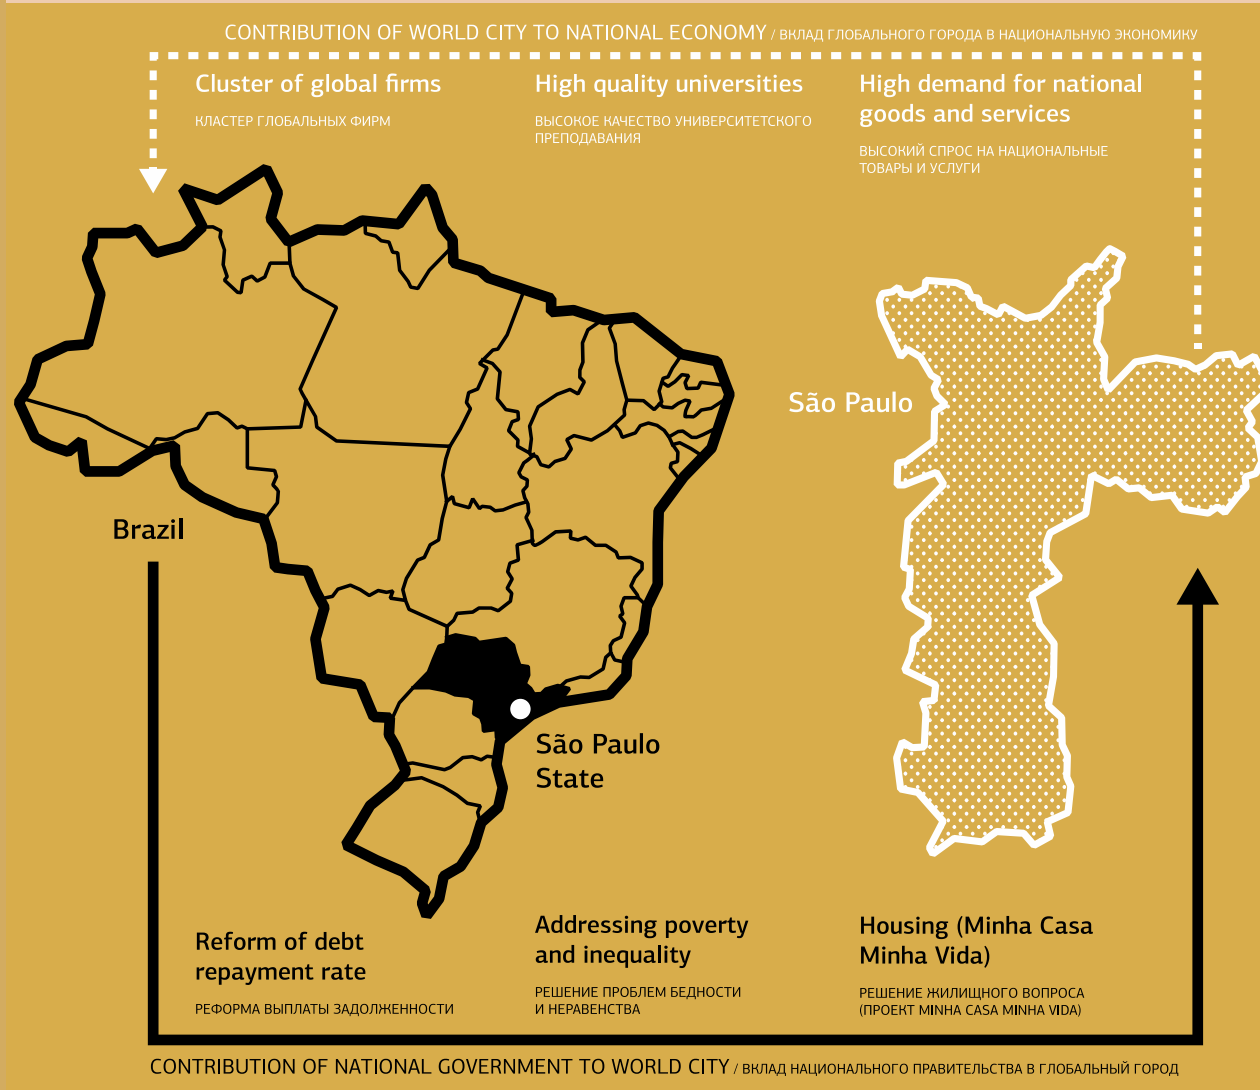 CONTRIBUTION OF WORLD CITY TO NATIONAL ECONOMY / ВКЛАД ГЛОБАЛЬНОГО ГОРОДА В НАЦИОНАЛЬНУЮ ЭКОНОМИКУ
Cluster of global firms
КЛАСТЕР ГЛОБАЛЬНЫХ ФИРМ
High quality universities
ВЫСОКОЕ КАЧЕСТВО УНИВЕРСИТЕТСКОГО
ПРЕПОДАВАНИЯ
High demand for national
goods and services
ВЫСОКИЙ СПРОС НА НАЦИОНАЛЬНЫЕ
ТОВАРЫ И УСЛУГИ
São Paulo
Brazil
São Paulo
State
Reform of debt
repayment rate
РЕФОРМА ВЫПЛАТЫ ЗАДОЛЖЕННОСТИ
Addressing poverty
and inequality
РЕШЕНИЕ ПРОБЛЕМ БЕДНОСТИ
И НЕРАВЕНСТВА
Housing (Minha Casa
Minha Vida)
РЕШЕНИЕ ЖИЛИЩНОГО ВОПРОСА
(ПРОЕКТ MINHA CASA MINHA VIDA)
CONTRIBUTION OF NATIONAL GOVERNMENT TO WORLD CITY / ВКЛАД НАЦИОНАЛЬНОГО ПРАВИТЕЛЬСТВА В ГЛОБАЛЬНЫЙ ГОРОД